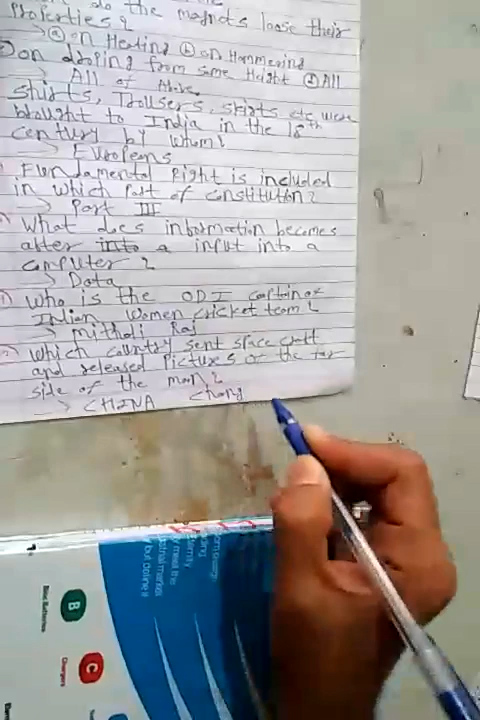 do the magnets loose their
Properties?
→ (a) on Heating (b) on Hammering
on droping from some Height (d) All
→ All of Above.
shirts, Trousers, skirts etc were
brought to India in the 18th
century by whom?
→ Europens
Fundamental Right is included
in which part of constitution?
→ Part III
What does information becomes
after into a input into a
computer?
→ Data
Who is the ODI captain of
Indian Women cricket team?
→ Mithali Raj
Which country sent space craft
and released Pictures of the far
side of the moon?
→ CHINA Chang
B
C
Chargers